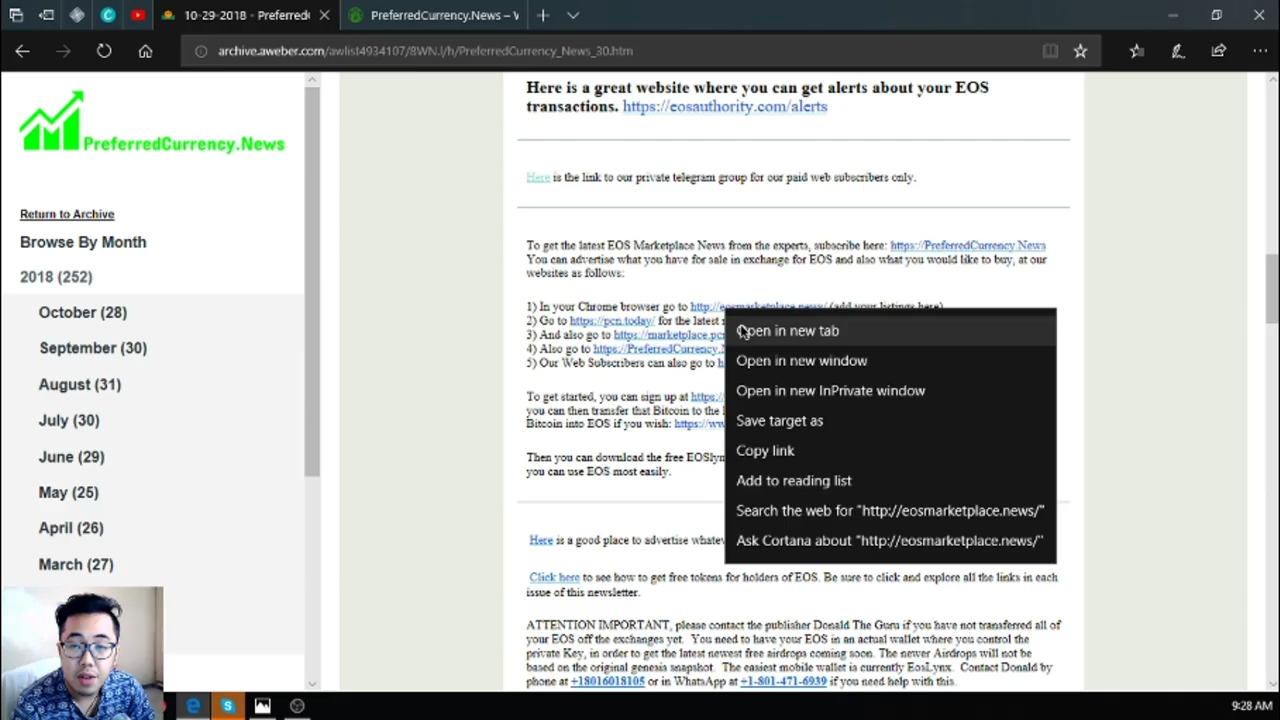 10-29-2018 - Preferred
PreferredCurrency.News – V
archive.aweber.com/awlist4934107/8WN.l/h/PreferredCurrency_News_30.htm
PreferredCurrency.News
Return to Archive
Browse By Month
2018 (252)
October (28)
September (30)
August (31)
July (30)
June (29)
May (25)
April (26)
March (27)
Here is a great website where you can get alerts about your EOS
transactions. https://eosauthority.com/alerts
Here is the link to our private telegram group for our paid web subscribers only.
To get the latest EOS Marketplace News from the experts, subscribe here: https://PreferredCurrency.News
You can advertise what you have for sale in exchange for EOS and also what you would like to buy, at our
websites as follows:
1) In your Chrome browser go to http://eosmarketplace.news/ (add your listings here)
2) Go to https://pcn.today/ for the latest
3) And also go to https://marketplace.pc
4) Also go to https://PreferredCurrency.
5) Our Web Subscribers can also go to
To get started, you can sign up at https:/
you can then transfer that Bitcoin to the
Bitcoin into EOS if you wish: https://ww
Then you can download the free EOSlyn
you can use EOS most easily.
Open in new tab
Open in new window
Open in new InPrivate window
Save target as
Copy link
Add to reading list
Search the web for "http://eosmarketplace.news/"
Ask Cortana about "http://eosmarketplace.news/"
Here is a good place to advertise whatev
Click here to see how to get free tokens for holders of EOS. Be sure to click and explore all the links in each
issue of this newsletter.
ATTENTION IMPORTANT, please contact the publisher Donald The Guru if you have not transferred all of
your EOS off the exchanges yet. You need to have your EOS in an actual wallet where you control the
private Key, in order to get the latest newest free airdrops coming soon. The newer Airdrops will not be
based on the original genesis snapshot. The easiest mobile wallet is currently EosLynx. Contact Donald by
phone at +18016018105 or in WhatsApp at +1-801-471-6939 if you need help with this.
9:28 AM